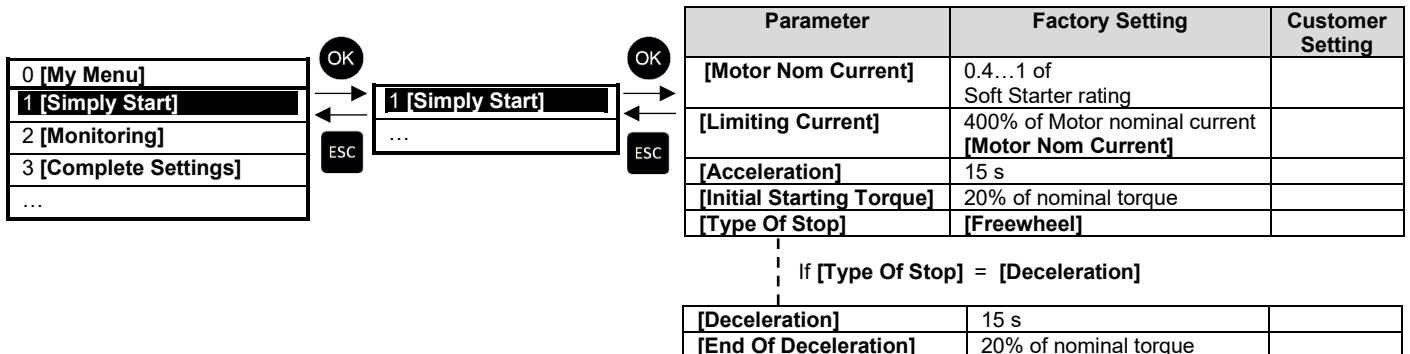 0 [My Menu]
1 [Simply Start]
2 [Monitoring]
3 [Complete Settings]
…
OK
ESC
1 [Simply Start]
…
OK
ESC
Parameter Factory Setting Customer
Setting
[Motor Nom Current] 0.4…1 of
Soft Starter rating
[Limiting Current] 400% of Motor nominal current
[Motor Nom Current]
[Acceleration] 15 s
[Initial Starting Torque] 20% of nominal torque
[Type Of Stop] [Freewheel]
If [Type Of Stop] = [Deceleration]
[Deceleration] 15 s
[End Of Deceleration] 20% of nominal torque